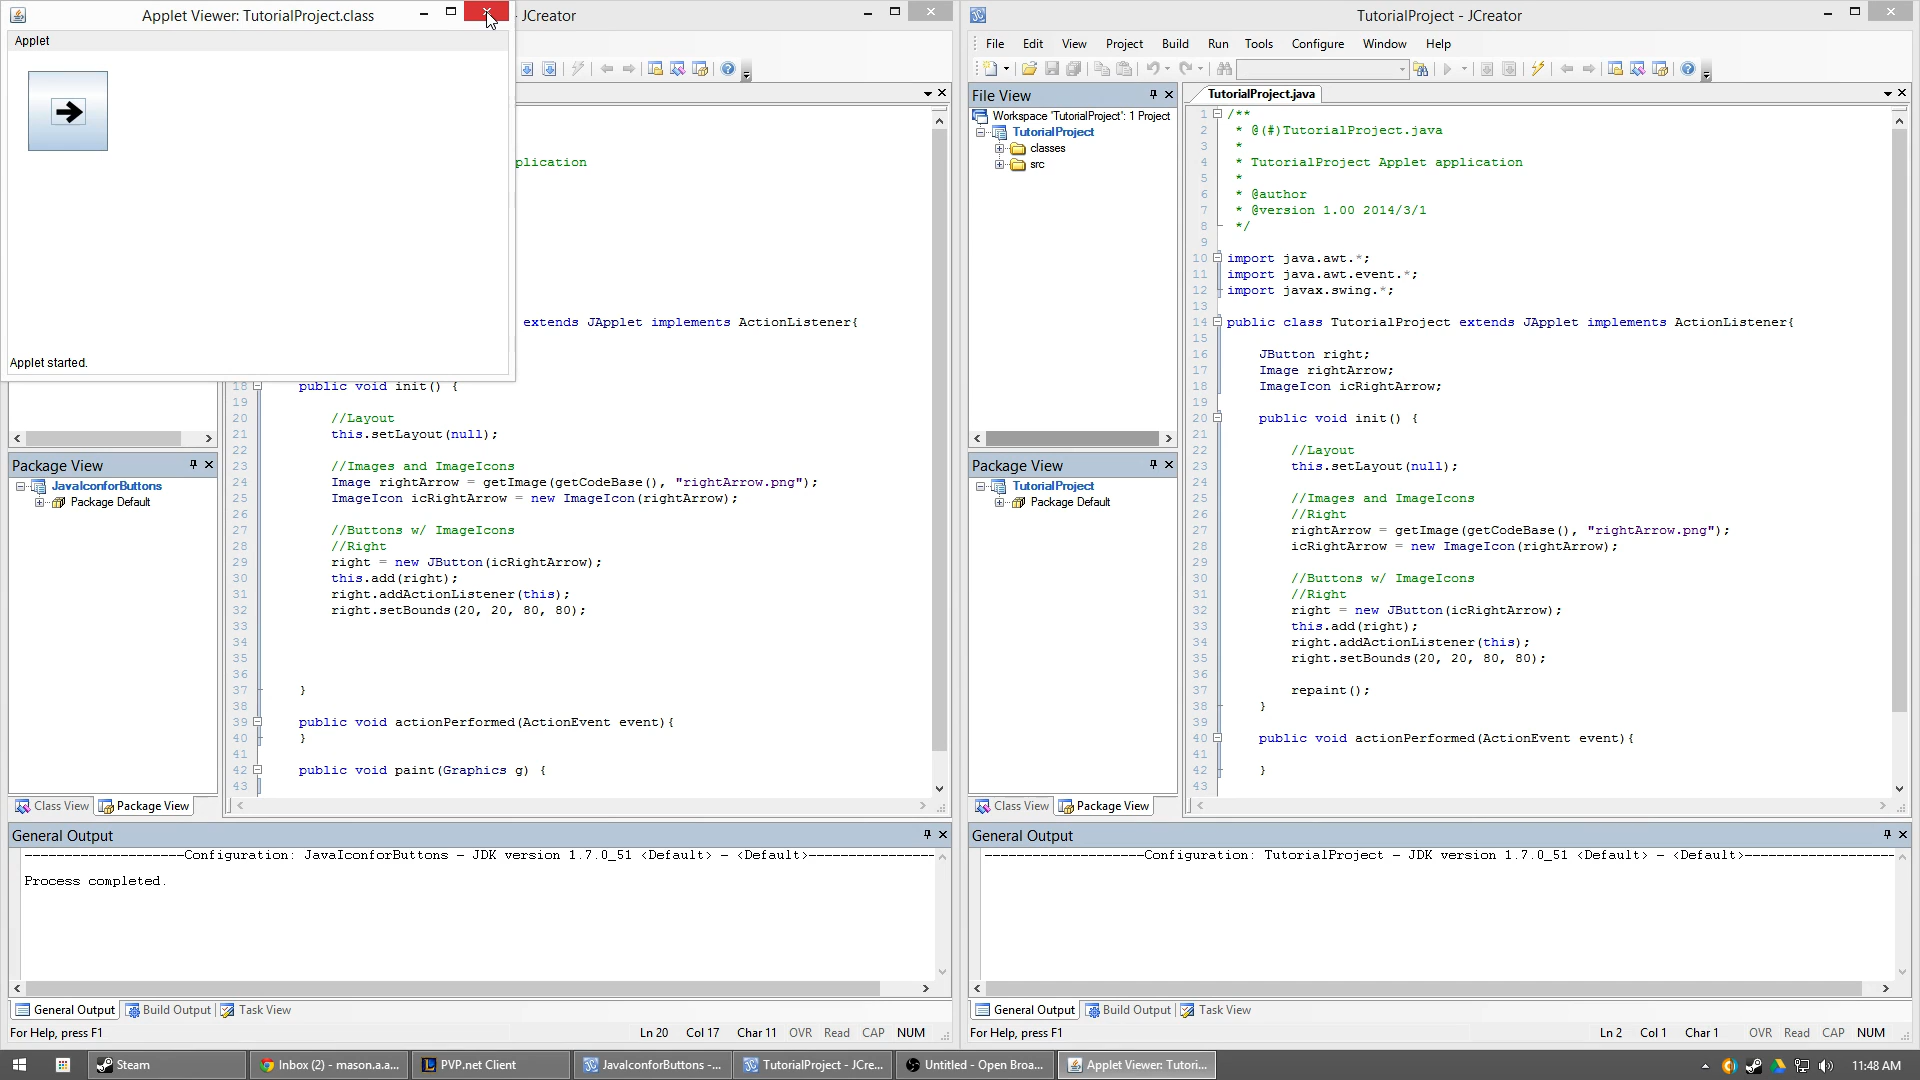 Applet Viewer: TutorialProject.class
- JCreator
Applet
Applet started.
plication
extends JApplet implements ActionListener{
18 public void init() {
19
20 //Layout
21 this.setLayout(null);
22
23 //Images and ImageIcons
24 Image rightArrow = getImage(getCodeBase(), "rightArrow.png");
25 ImageIcon icRightArrow = new ImageIcon(rightArrow);
26
27 //Buttons w/ ImageIcons
28 //Right
29 right = new JButton(icRightArrow);
30 this.add(right);
31 right.addActionListener(this);
32 right.setBounds(20, 20, 80, 80);
33
34
35
36
37 }
38
39 public void actionPerformed(ActionEvent event){
40 }
41
42 public void paint(Graphics g) {
43
Package View
JavaIconforButtons
Package Default
Class View Package View
General Output
--------------------Configuration: JavaIconforButtons - JDK version 1.7.0_51 <Default> - <Default>----------------
Process completed.
General Output Build Output Task View
For Help, press F1
Ln 20 Col 17 Char 11 OVR Read CAP NUM
TutorialProject - JCreator
File Edit View Project Build Run Tools Configure Window Help
File View
Workspace 'TutorialProject': 1 Project
TutorialProject
classes
src
Package View
TutorialProject
Package Default
Class View Package View
TutorialProject.java
1 /**
2 * @(#)TutorialProject.java
3 *
4 * TutorialProject Applet application
5 *
6 * @author
7 * @version 1.00 2014/3/1
8 */
9
10 import java.awt.*;
11 import java.awt.event.*;
12 import javax.swing.*;
13
14 public class TutorialProject extends JApplet implements ActionListener{
15
16 JButton right;
17 Image rightArrow;
18 ImageIcon icRightArrow;
19
20 public void init() {
21
22 //Layout
23 this.setLayout(null);
24
25 //Images and ImageIcons
26 //Right
27 rightArrow = getImage(getCodeBase(), "rightArrow.png");
28 icRightArrow = new ImageIcon(rightArrow);
29
30 //Buttons w/ ImageIcons
31 //Right
32 right = new JButton(icRightArrow);
33 this.add(right);
34 right.addActionListener(this);
35 right.setBounds(20, 20, 80, 80);
36
37 repaint();
38 }
39
40 public void actionPerformed(ActionEvent event){
41
42 }
43
General Output
--------------------Configuration: TutorialProject - JDK version 1.7.0_51 <Default> - <Default>-------------------
General Output Build Output Task View
For Help, press F1
Ln 2 Col 1 Char 1 OVR Read CAP NUM
Steam
Inbox (2) - mason.a.a...
PVP.net Client
JavaIconforButtons -...
TutorialProject - JCre...
Untitled - Open Broa...
Applet Viewer: Tutori...
11:48 AM